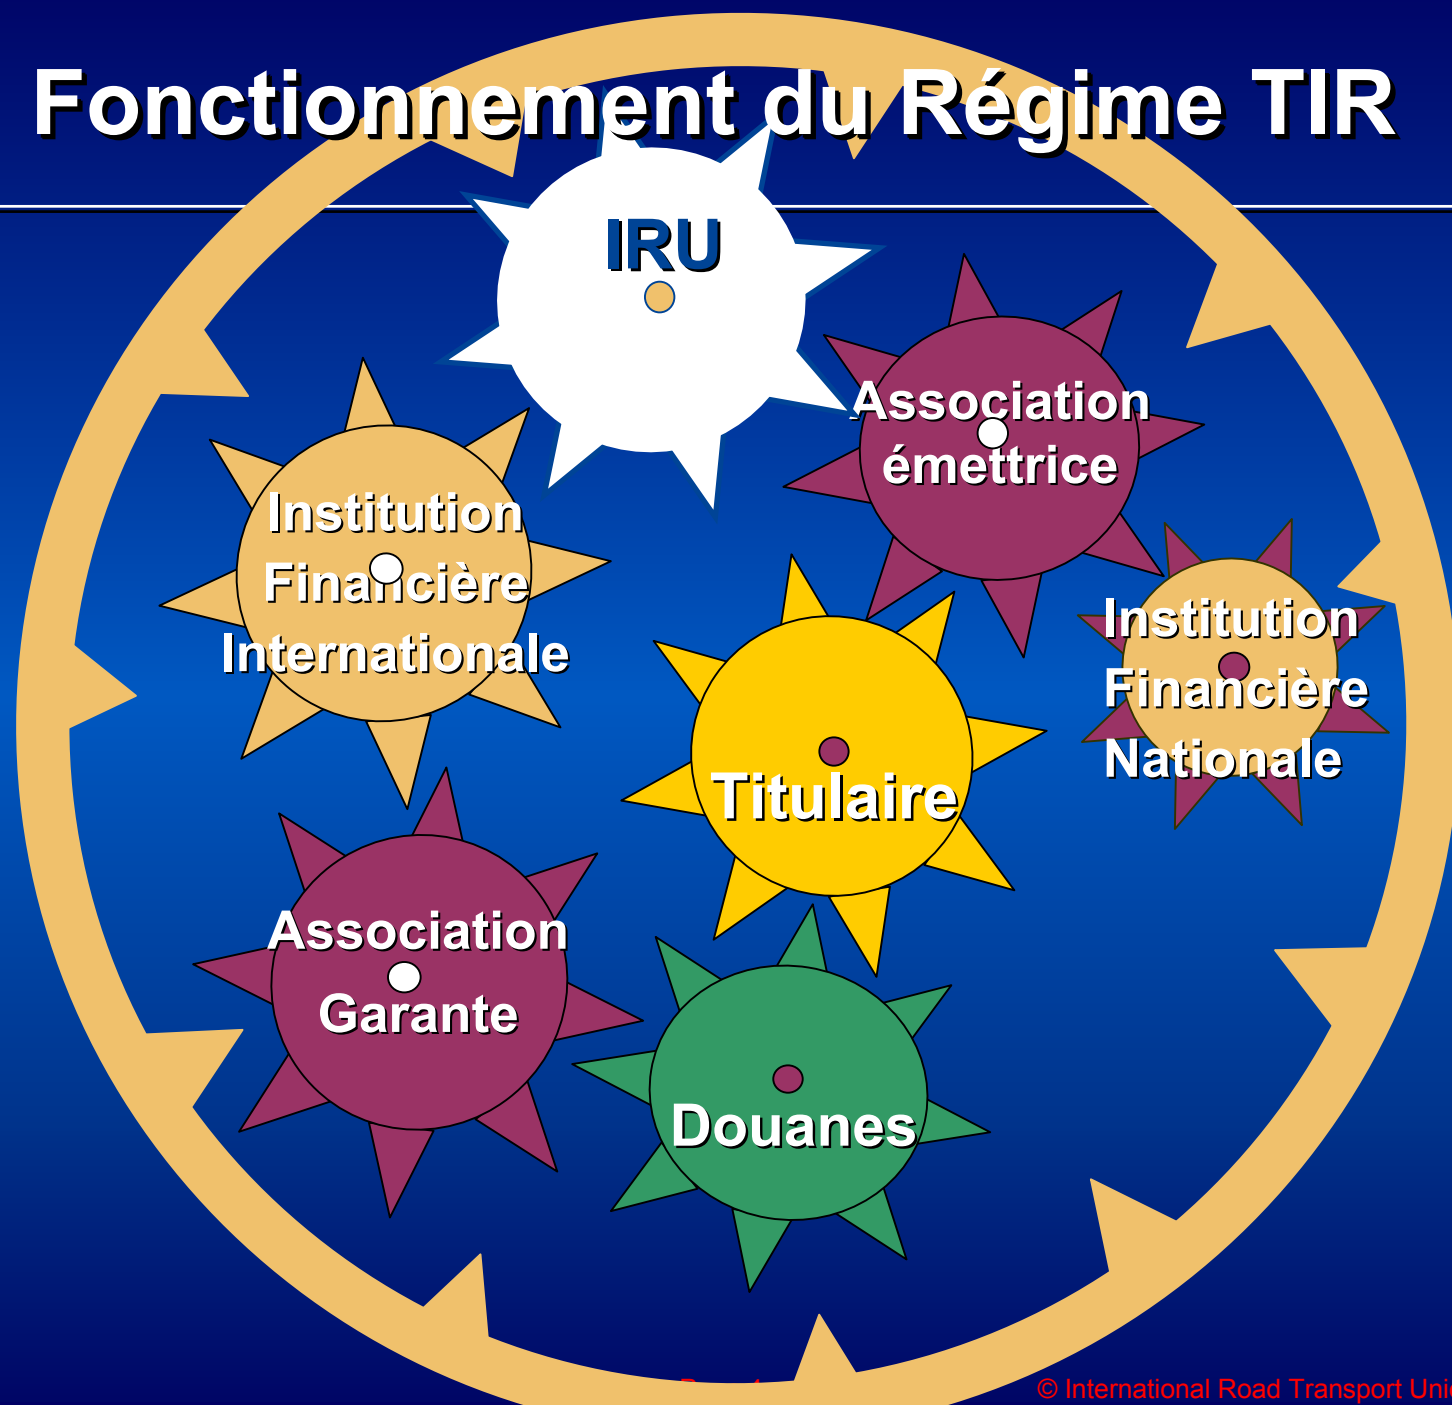 Fonctionnement du Régime TIR
IRU
Association
émettrice
Institution
Financière
Internationale
Institution
Financière
Nationale
Titulaire
Association
Garante
Douanes
© International Road Transport